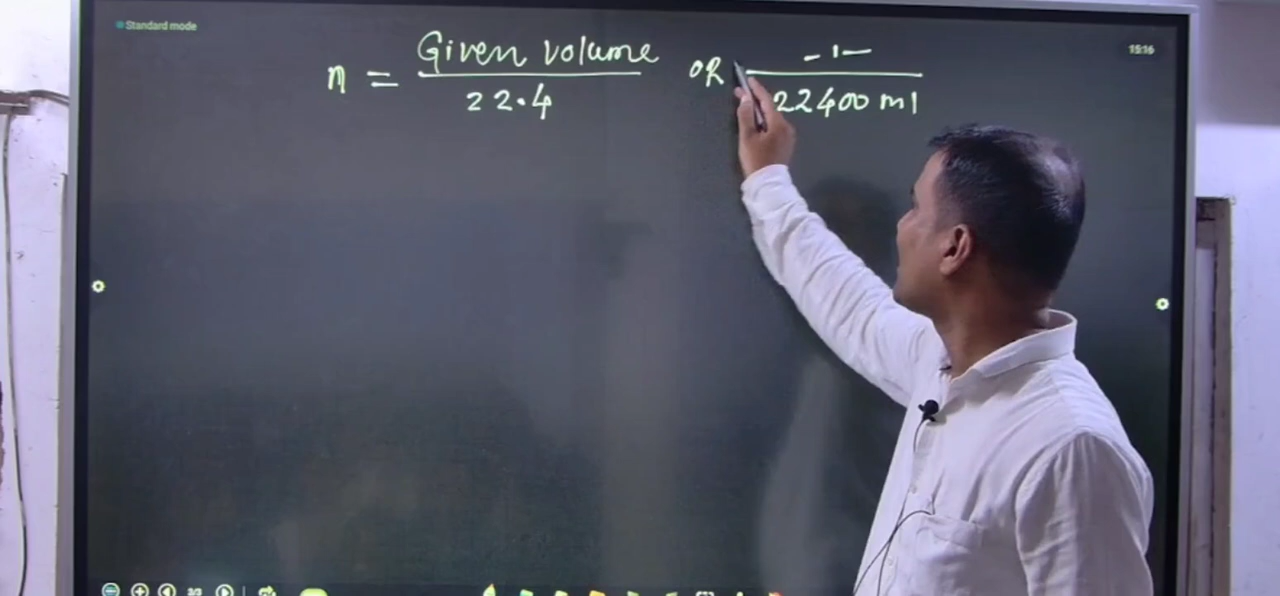 Standard mode
15:16
n = Given volume / 22.4 OR -1- / 22400 ml